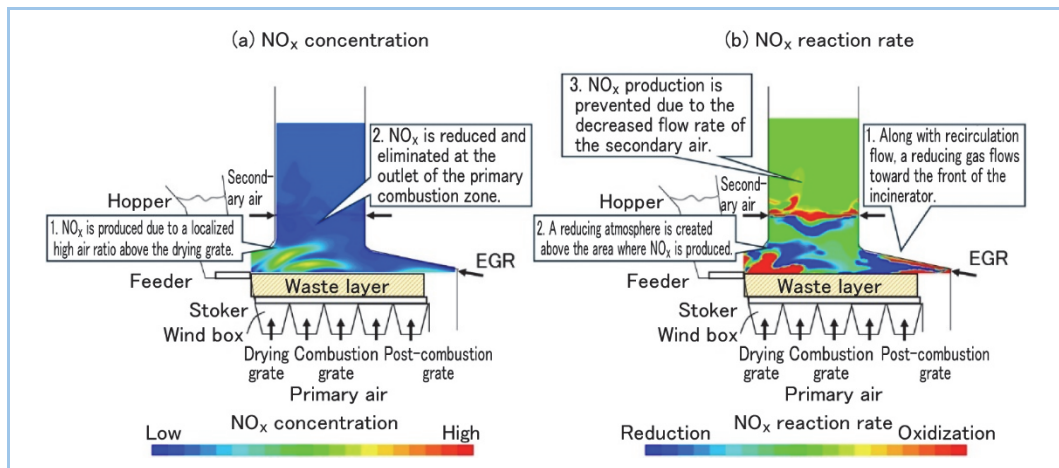 (a) NOx concentration
2. NOx is reduced and
eliminated at the
outlet of the primary
combustion zone.
Second-
ary air
Hopper
1. NOx is produced due to a localized
high air ratio above the drying grate.
EGR
Feeder
Waste layer
Stoker
Wind box
Drying
grate
Combustion
grate
Post-combustion
grate
Primary air
NOx concentration
Low
High
(b) NOx reaction rate
3. NOx production is
prevented due to the
decreased flow rate of
the secondary air.
1. Along with recirculation
flow, a reducing gas flows
toward the front of the
incinerator.
Second-
ary air
Hopper
2. A reducing atmosphere is created
above the area where NOx is produced.
EGR
Feeder
Waste layer
Stoker
Wind box
Drying
grate
Combustion
grate
Post-combustion
grate
Primary air
NOx reaction rate
Reduction
Oxidization